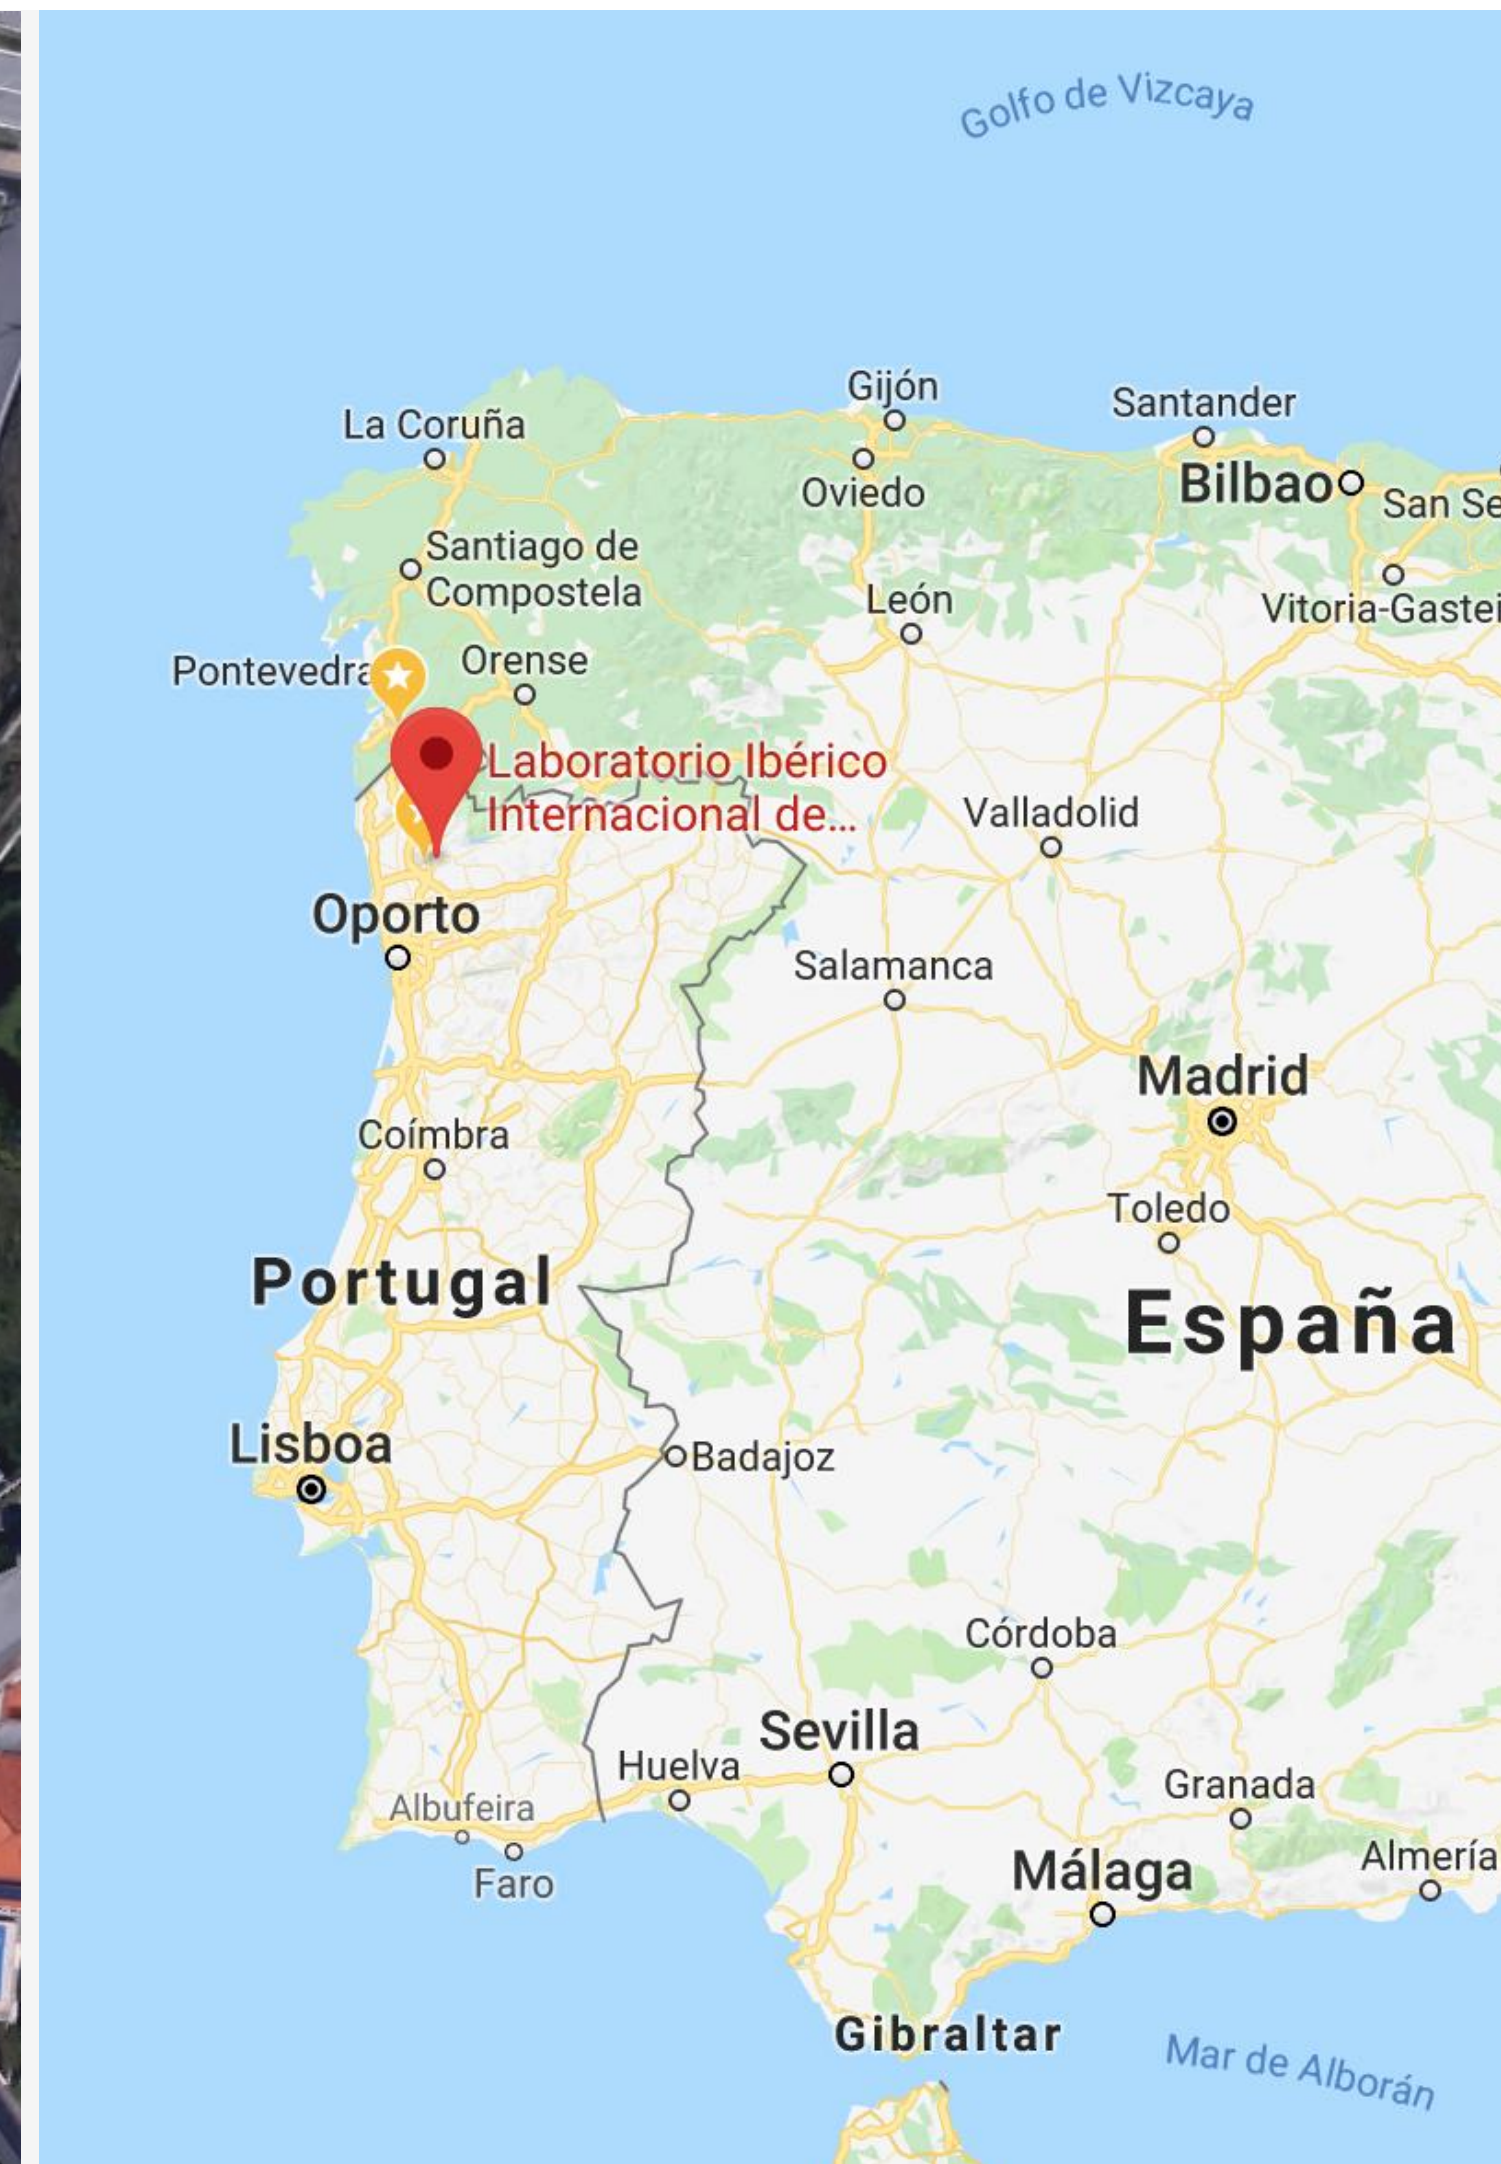 Golfo de Vizcaya
Gijón
Santander
La Coruña
Oviedo
Bilbao
San Se
Santiago de
Compostela
León
Vitoria-Gastei
Pontevedra
Orense
Laboratorio Ibérico
Internacional de...
Valladolid
Oporto
Salamanca
Madrid
Coímbra
Toledo
Portugal
España
Lisboa
Badajoz
Córdoba
Sevilla
Huelva
Granada
Albufeira
Almería
Málaga
Faro
Gibraltar
Mar de Alborán